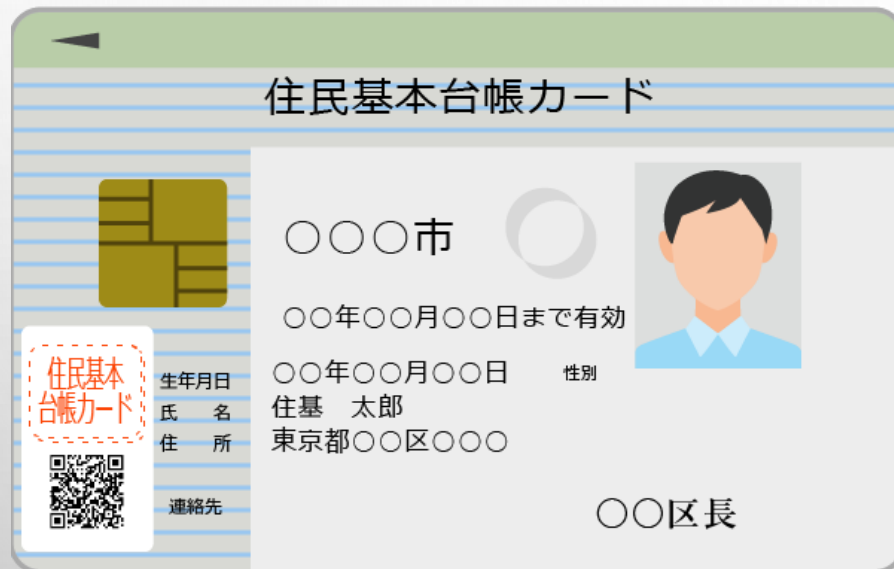 住民基本台帳カード
○○○市
○○年○○月○○日まで有効
住民基本
台帳カード
生年月日 ○○年○○月○○日 性別
氏 名 住基 太郎
住 所 東京都○○区○○○
連絡先
○○区長